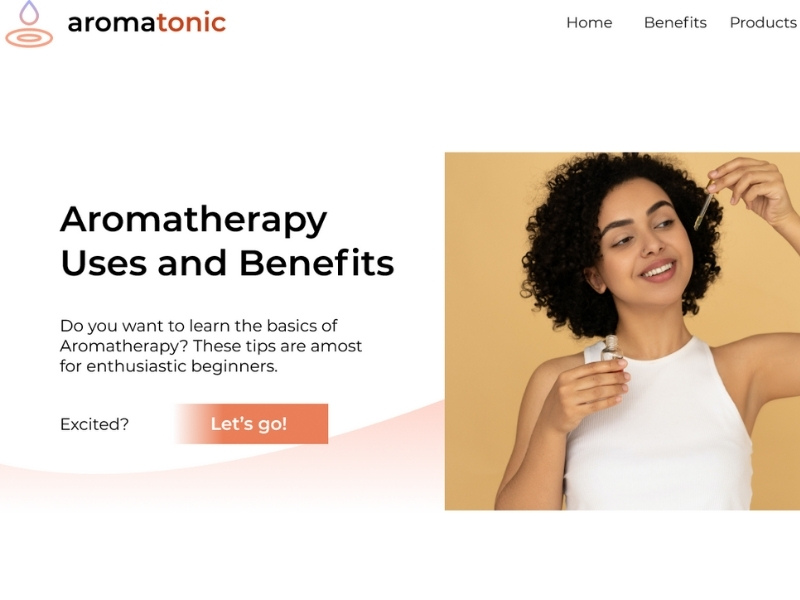 aromatonic
Home Benefits Products
Aromatherapy
Uses and Benefits
Do you want to learn the basics of
Aromatherapy? These tips are amost
for enthusiastic beginners.
Excited? Let's go!